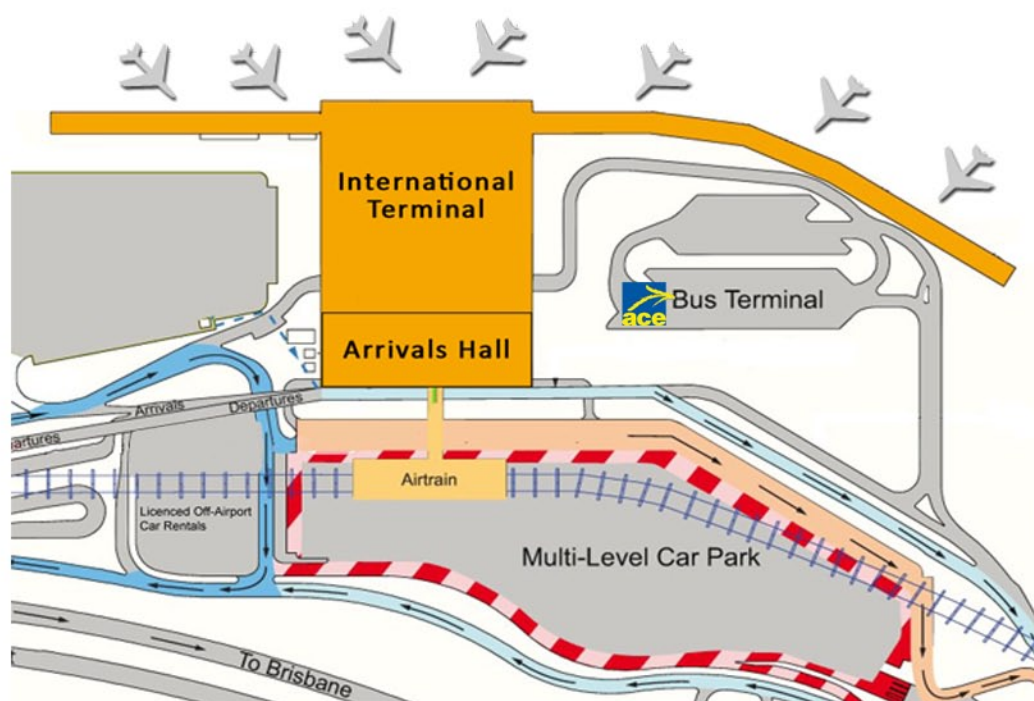 International
Terminal
Bus Terminal
ace
Arrivals Hall
Arrivals
Departures
partures
Airtrain
Licenced Off-Airport
Car Rentals
Multi-Level Car Park
To Brisbane